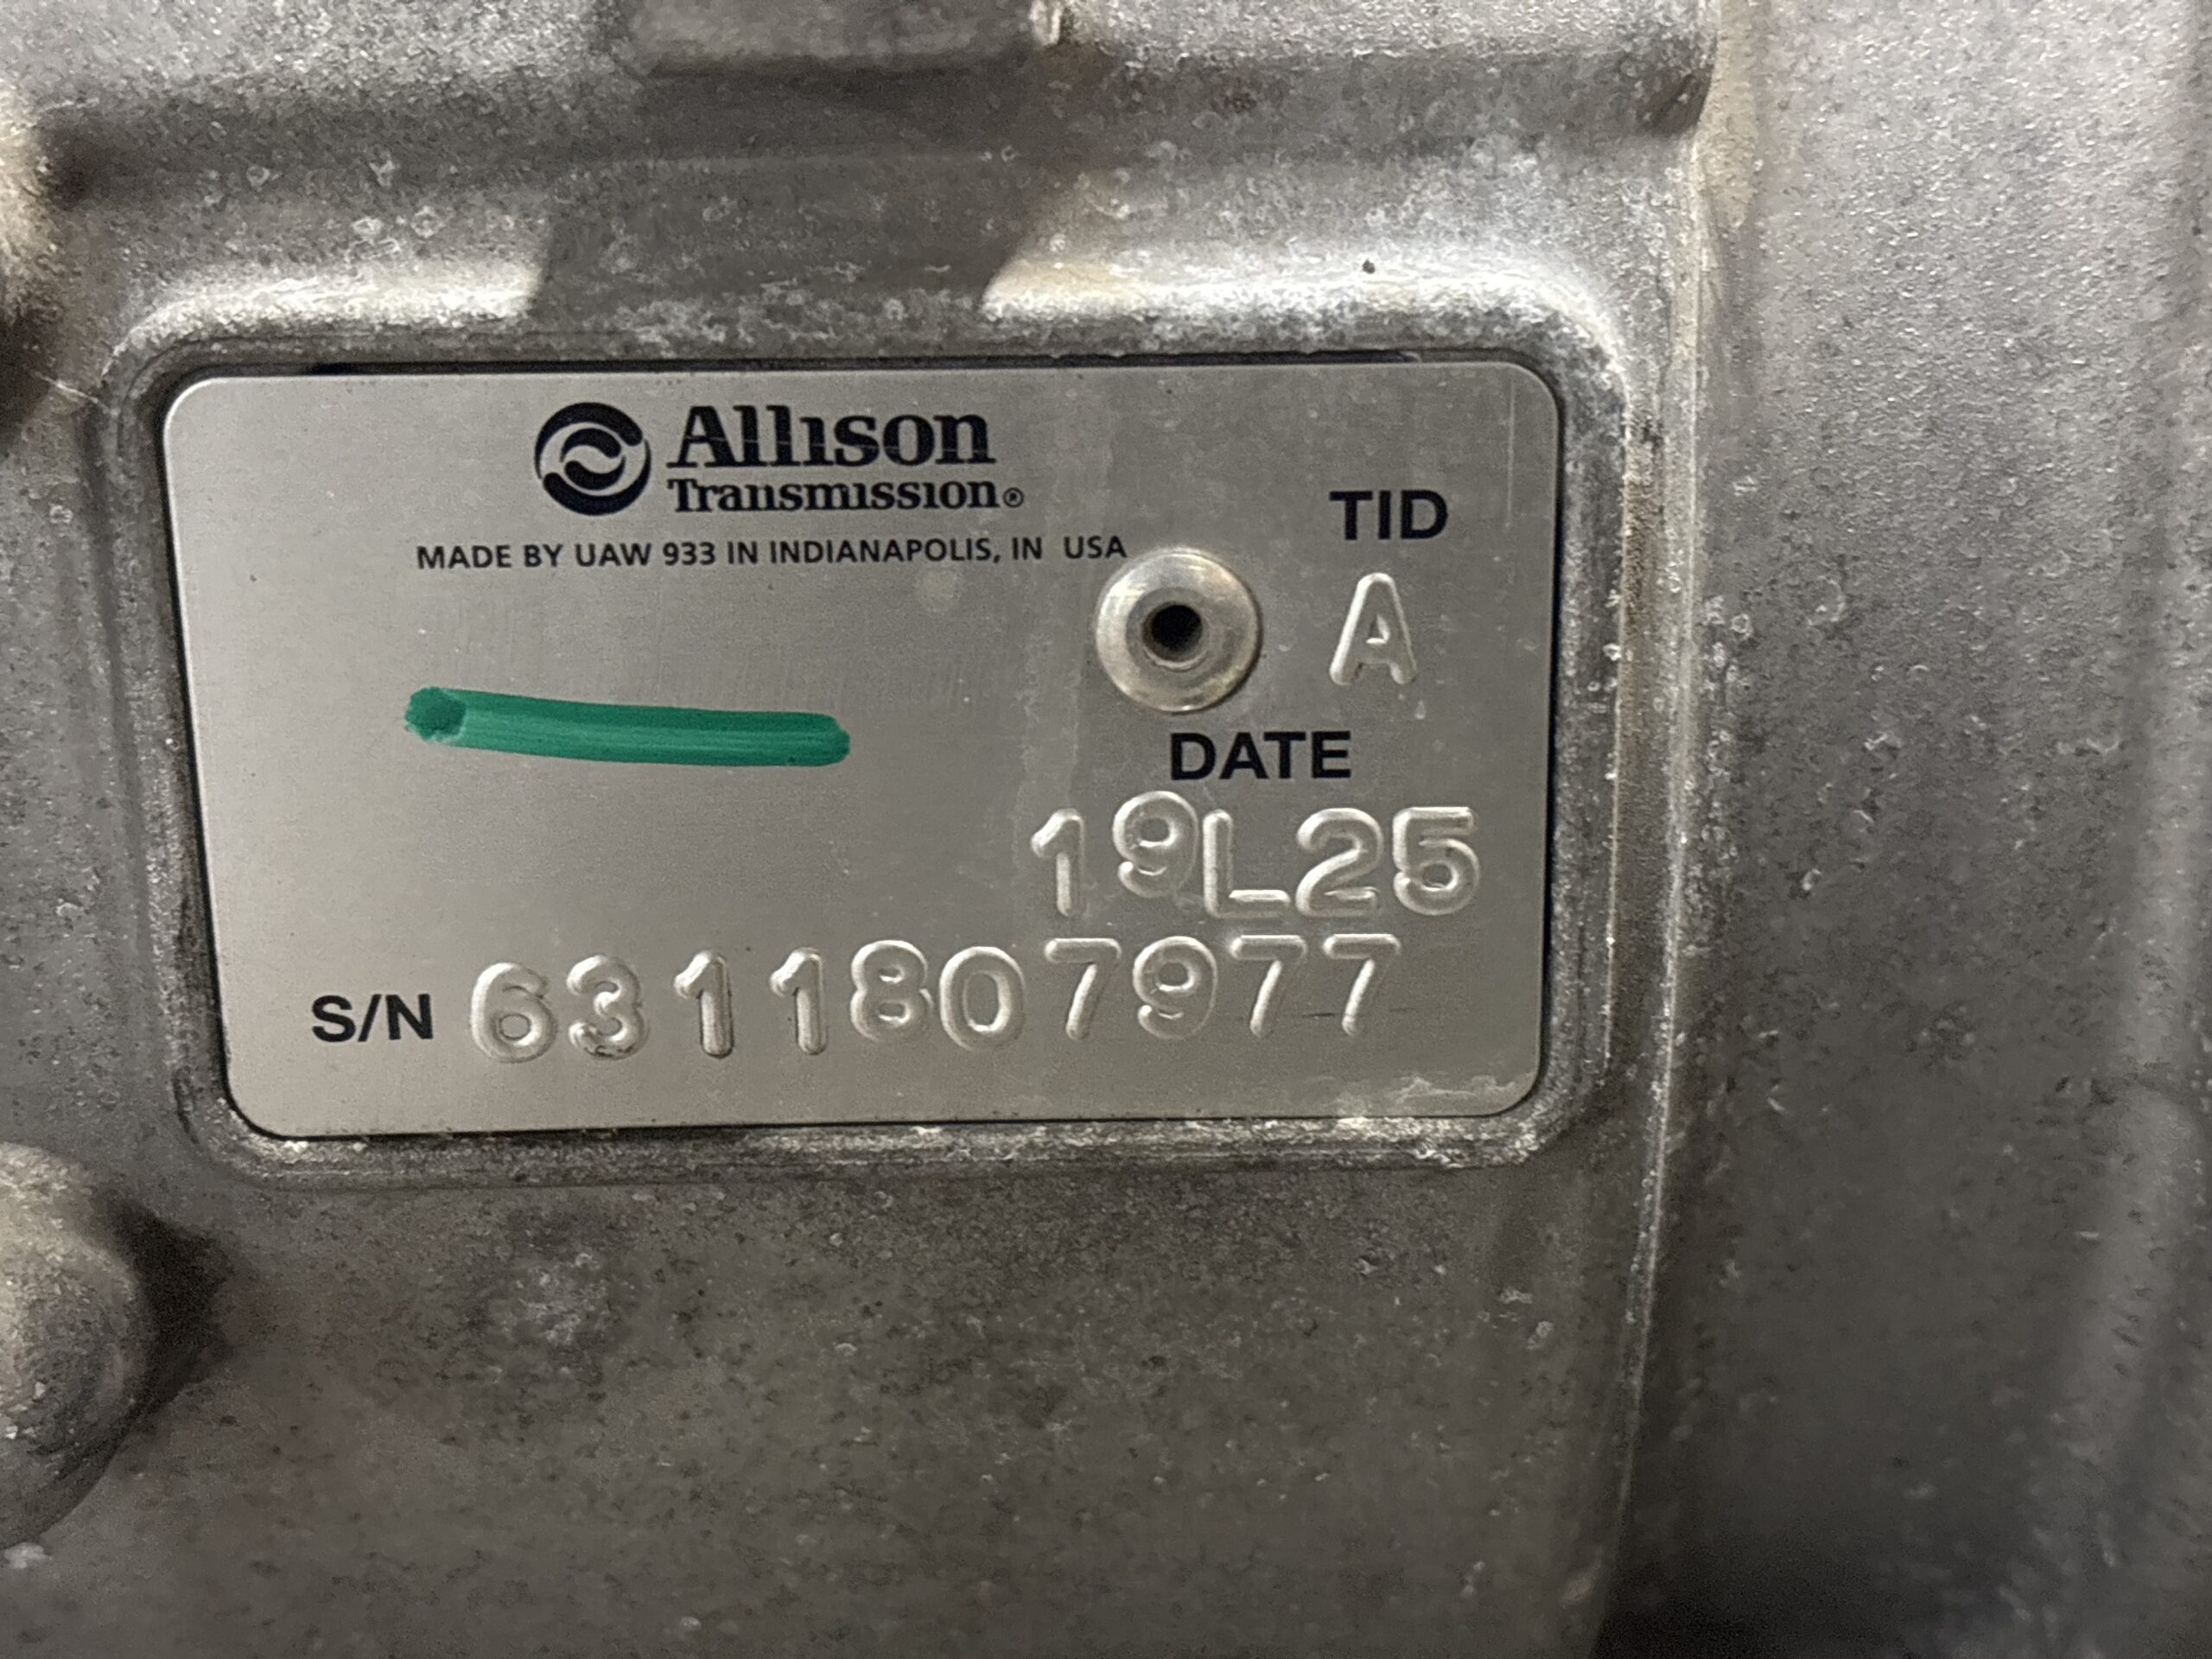 Allison
Transmission®
MADE BY UAW 933 IN INDIANAPOLIS, IN USA
TID
A
DATE
19L25
S/N 6311807977